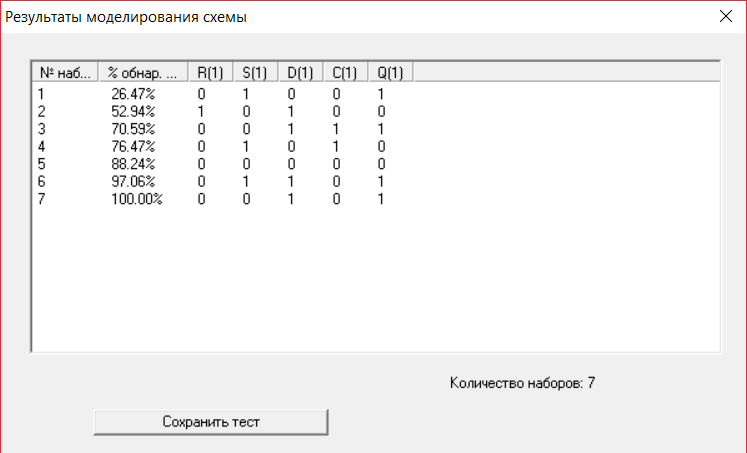 Результаты моделирования схемы
№ наб... % обнар. ... R(1) S(1) D(1) C(1) Q(1)
1 26.47% 0 1 0 0 1
2 52.94% 1 0 1 0 0
3 70.59% 0 0 1 1 1
4 76.47% 0 1 0 1 0
5 88.24% 0 0 0 0 0
6 97.06% 0 1 1 0 1
7 100.00% 0 0 1 0 1
Количество наборов: 7
Сохранить тест